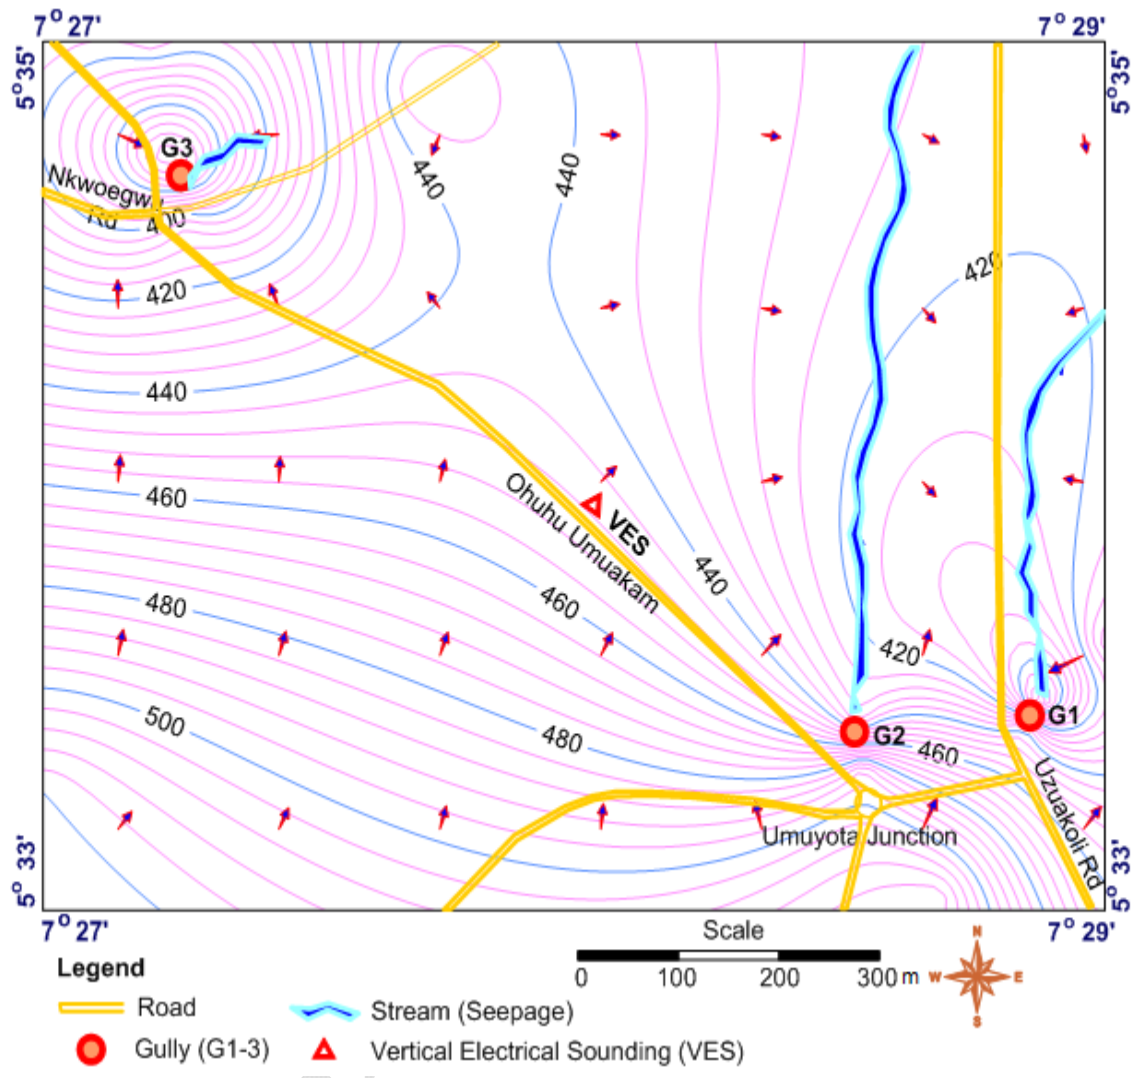 7° 27'
7° 29'
5° 35'
5° 35'
G3
Nkwoegwu
Rd
400
440
440
420
420
440
460
Ohuhu Umuakam
VES
440
460
480
420
500
480
G2
460
G1
Umuyota Junction
Uzuakoli Rd
5° 33'
5° 33'
7° 27'
7° 29'
Scale
0 100 200 300 m
N
W E
S
Legend
Road
Stream (Seepage)
Gully (G1-3)
Vertical Electrical Sounding (VES)